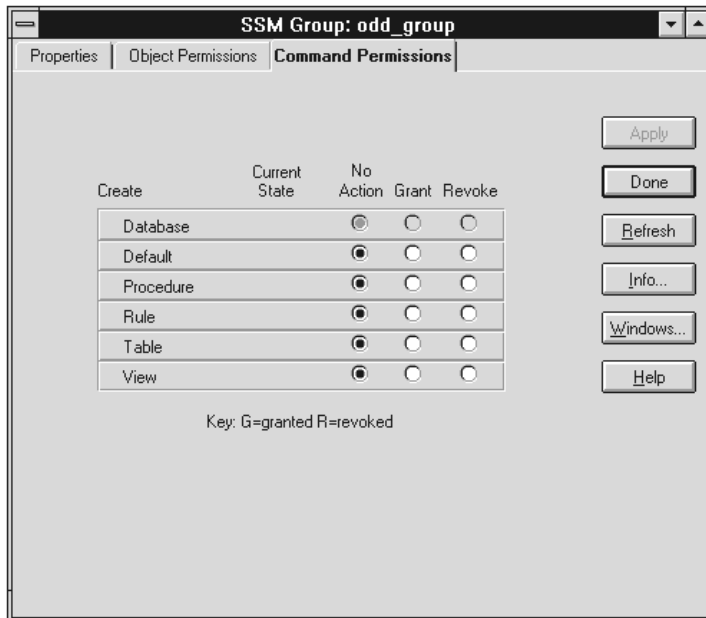 SSM Group: odd_group
Properties Object Permissions Command Permissions
Apply
Done
Refresh
Info...
Windows...
Help
Create Current State No Action Grant Revoke
Database
Default
Procedure
Rule
Table
View
Key: G=granted R=revoked